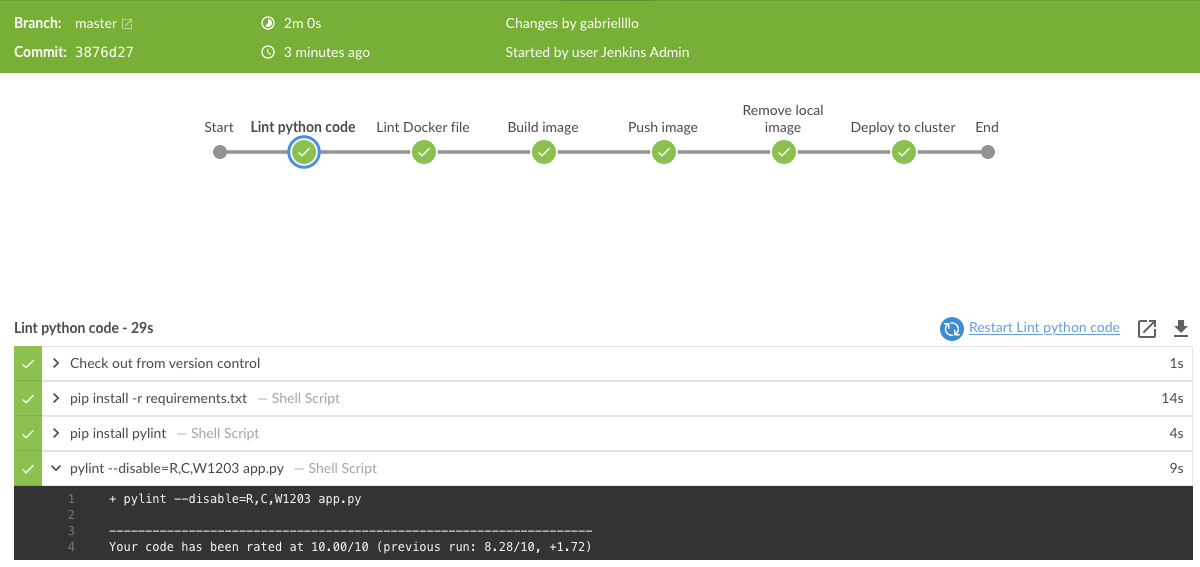 Branch: master 2m 0s Changes by gabriellllo
Commit: 3876d27 3 minutes ago Started by user Jenkins Admin
Remove local
Start Lint python code Lint Docker file Build image Push image image Deploy to cluster End
Lint python code - 29s Restart Lint python code
Check out from version control 1s
pip install -r requirements.txt — Shell Script 14s
pip install pylint — Shell Script 4s
pylint --disable=R,C,W1203 app.py — Shell Script 9s
1 + pylint --disable=R,C,W1203 app.py
2
3 -------------------------------------------------------------------
4 Your code has been rated at 10.00/10 (previous run: 8.28/10, +1.72)